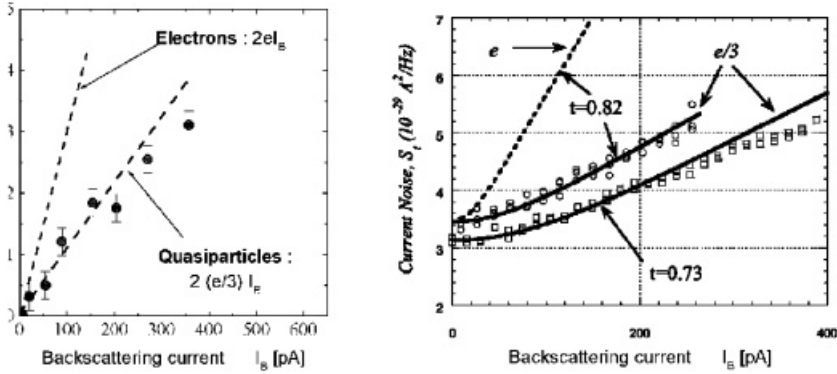 5
4
3
2
1
0
Electrons : 2eI_B
Quasiparticles :
2 (e/3) I_B
0 100 200 300 400 500 600
Backscattering current I_B [pA]
Current Noise, S_I (10^-29 A^2/Hz)
7
6
5
4
3
2
e
e/3
t=0.82
t=0.73
0 200 400
Backscattering current I_B [pA]